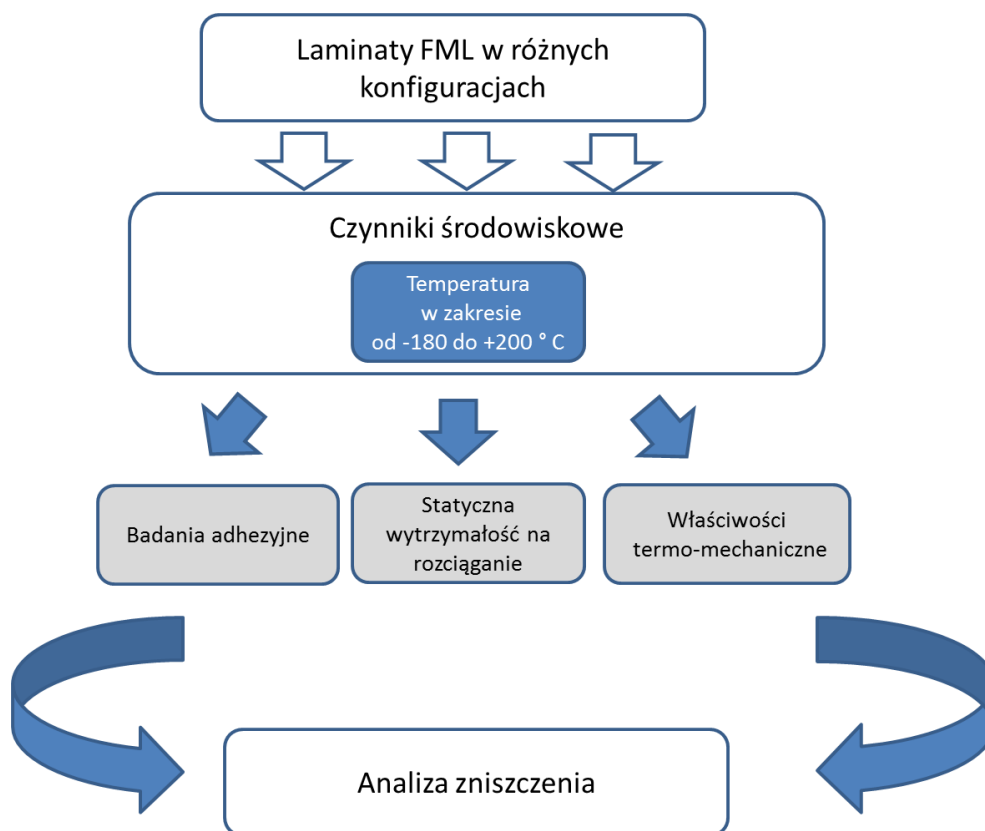 Laminaty FML w różnych
konfiguracjach
Czynniki środowiskowe
Temperatura
w zakresie
od -180 do +200 ° C
Badania adhezyjne
Statyczna
wytrzymałość na
rozciąganie
Właściwości
termo-mechaniczne
Analiza zniszczenia